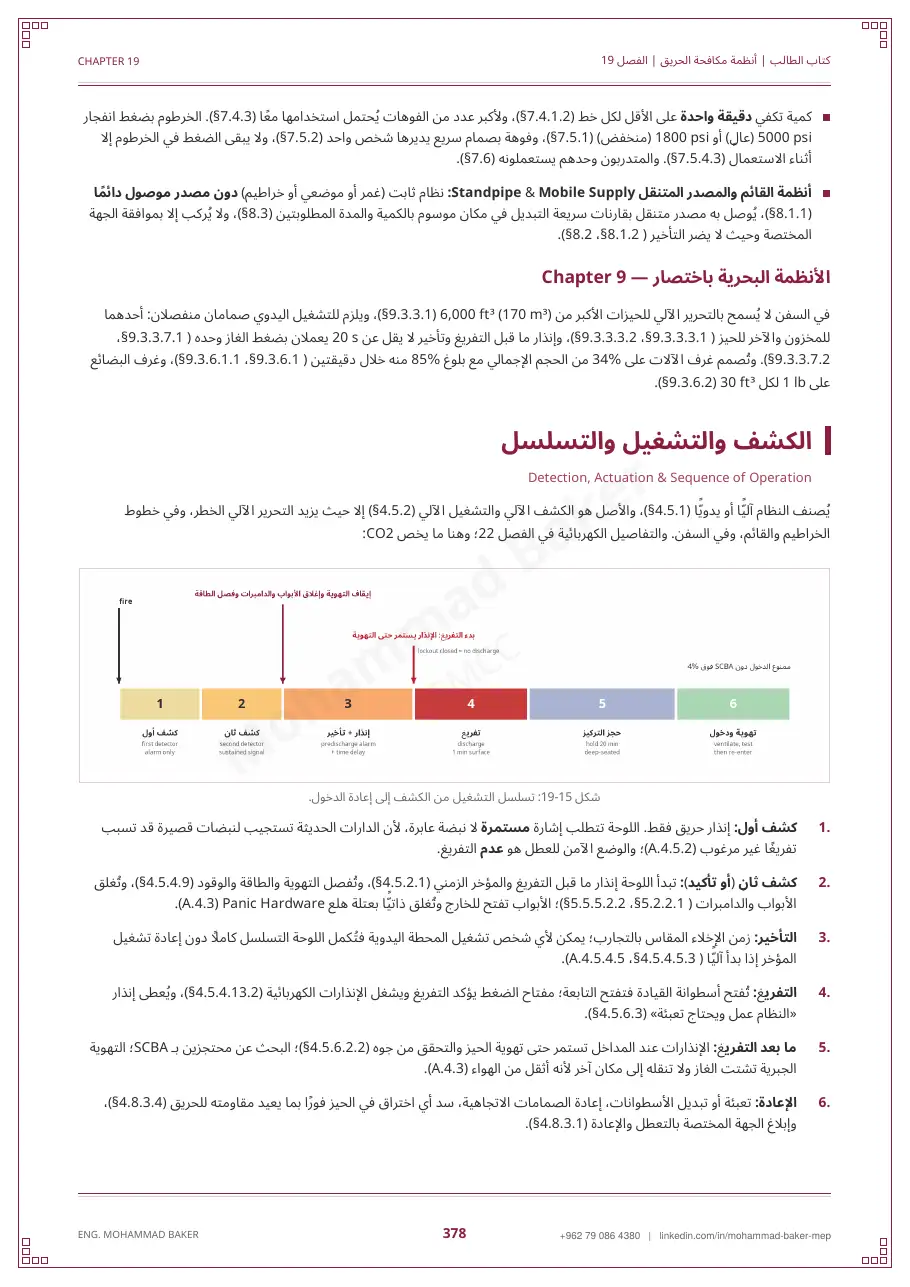 كتاب الطالب | أنظمة مكافحة الحريق | الفصل 19
CHAPTER 19
كمية تكفي دقيقة واحدة على الأقل لكل خط (7.4.1.2§)، ولأكبر عدد من الفوهات يُحتمل استخدامها معًا (7.4.3§). الخرطوم بضغط انفجار
5000 psi (عالٍ) أو 1800 psi (منخفض) (7.5.1§)، وفوهة بصمام سريع يديرها شخص واحد (7.5.2§)، ولا يبقى الضغط في الخرطوم إلا
أثناء الاستعمال (7.5.4.3§). والمتدربون وحدهم يستعملونه (7.6§).
أنظمة القائم والمصدر المتنقل Standpipe & Mobile Supply: نظام ثابت (غمر أو موضعي أو خراطيم) دون مصدر موصول دائمًا
(8.1.1§)، يُوصل به مصدر متنقل بقارنات سريعة التبديل في مكان موسوم بالكمية والمدة المطلوبتين (8.3§)، ولا يُركب إلا بموافقة الجهة
المختصة وحيث لا يضر التأخير ( 8.1.2§، 8.2§).
الأنظمة البحرية باختصار — Chapter 9
في السفن لا يُسمح بالتحرير الآلي للحيزات الأكبر من 6,000 ft³ (170 m³) (9.3.3.1§)، ويلزم للتشغيل اليدوي صمامان منفصلان: أحدهما
للمخزون والآخر للحيز ( 9.3.3.3.1§، 9.3.3.3.2§)، وإنذار ما قبل التفريغ وتأخير لا يقل عن 20 s يعملان بضغط الغاز وحده ( 9.3.3.7.1§،
9.3.3.7.2§). وتُصمم غرف الآلات على 34% من الحجم الإجمالي مع بلوغ 85% منه خلال دقيقتين ( 9.3.6.1§، 9.3.6.1.1§)، وغرف البضائع
على 1 lb لكل 30 ft³ (9.3.6.2§).
الكشف والتشغيل والتسلسل
Detection, Actuation & Sequence of Operation
يُصنف النظام آليًّا أو يدويًّا (4.5.1§)، والأصل هو الكشف الآلي والتشغيل الآلي (4.5.2§) إلا حيث يزيد التحرير الآلي الخطر، وفي خطوط
الخراطيم والقائم، وفي السفن. والتفاصيل الكهربائية في الفصل 22؛ وهنا ما يخص CO2:
إيقاف التهوية وإغلاق الأبواب والدامبرات وفصل الطاقة
fire
بدء التفريغ: الإنذار يستمر حتى التهوية
lockout closed = no discharge
ممنوع الدخول دون SCBA فوق 4%
1
2
3
4
5
6
كشف أول
first detector
alarm only
كشف ثان
second detector
sustained signal
إنذار + تأخير
predischarge alarm
+ time delay
تفريغ
discharge
1 min surface
حجز التركيز
hold 20 min
deep-seated
تهوية ودخول
ventilate, test
then re-enter
شكل 15-19: تسلسل التشغيل من الكشف إلى إعادة الدخول.
1. كشف أول: إنذار حريق فقط. اللوحة تتطلب إشارة مستمرة لا نبضة عابرة، لأن الدارات الحديثة تستجيب لنبضات قصيرة قد تسبب
تفريغًا غير مرغوب (A.4.5.2)؛ والوضع الآمن للعطل هو عدم التفريغ.
2. كشف ثان (أو تأكيد): تبدأ اللوحة إنذار ما قبل التفريغ والمؤخر الزمني (4.5.2.1§)، وتُفصل التهوية والطاقة والوقود (4.5.4.9§)، وتُغلق
الأبواب والدامبرات ( 5.2.2.1§، 5.5.5.2.2§)؛ الأبواب تفتح للخارج وتُغلق ذاتيًّا بعتلة هلع Panic Hardware (A.4.3).
3. التأخير: زمن الإخلاء المقاس بالتجارب؛ يمكن لأي شخص تشغيل المحطة اليدوية فتُكمل اللوحة التسلسل كاملًا دون إعادة تشغيل
المؤخر إذا بدأ آليًا ( 4.5.4.5.3§، A.4.5.4.5).
4. التفريغ: تُفتح أسطوانة القيادة فتفتح التابعة؛ مفتاح الضغط يؤكد التفريغ ويشغل الإنذارات الكهربائية (4.5.4.13.2§)، ويُعطى إنذار
«النظام عمل ويحتاج تعبئة» (4.5.6.3§).
5. ما بعد التفريغ: الإنذارات عند المداخل تستمر حتى تهوية الحيز والتحقق من جوه (4.5.6.2.2§)؛ البحث عن محتجزين بـ SCBA؛ التهوية
الجبرية تشتت الغاز ولا تنقله إلى مكان آخر لأنه أثقل من الهواء (A.4.3).
6. الإعادة: تعبئة أو تبديل الأسطوانات، إعادة الصمامات الاتجاهية، سد أي اختراق في الحيز فورًا بما يعيد مقاومته للحريق (4.8.3.4§)،
وإبلاغ الجهة المختصة بالتعطل والإعادة (4.8.3.1§).
ENG. MOHAMMAD BAKER
378
+962 79 086 4380 | linkedin.com/in/mohammad-baker-mep